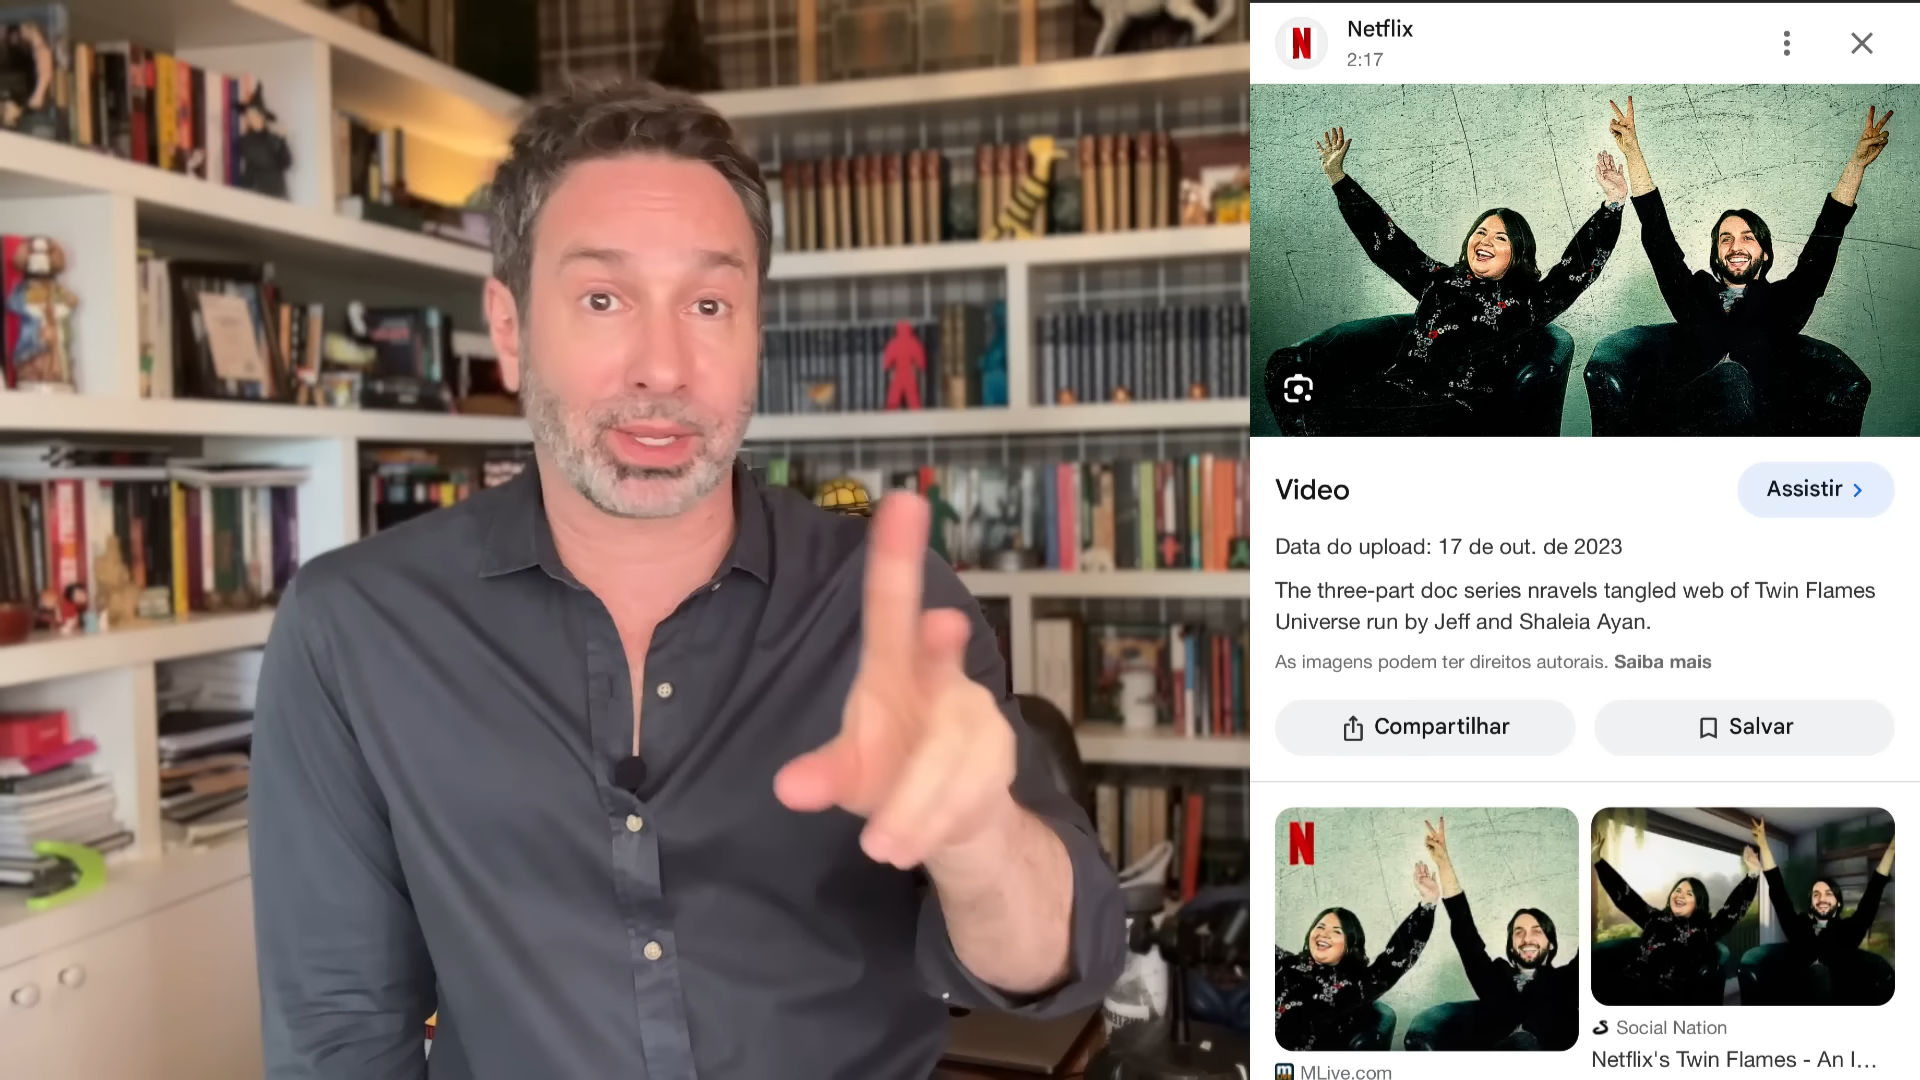 N
Netflix
2:17
Video
Assistir
Data do upload: 17 de out. de 2023
The three-part doc series nravels tangled web of Twin Flames
Universe run by Jeff and Shaleia Ayan.
As imagens podem ter direitos autorais. Saiba mais
Compartilhar
Salvar
N
Social Nation
Netflix's Twin Flames - An I...
MLive.com